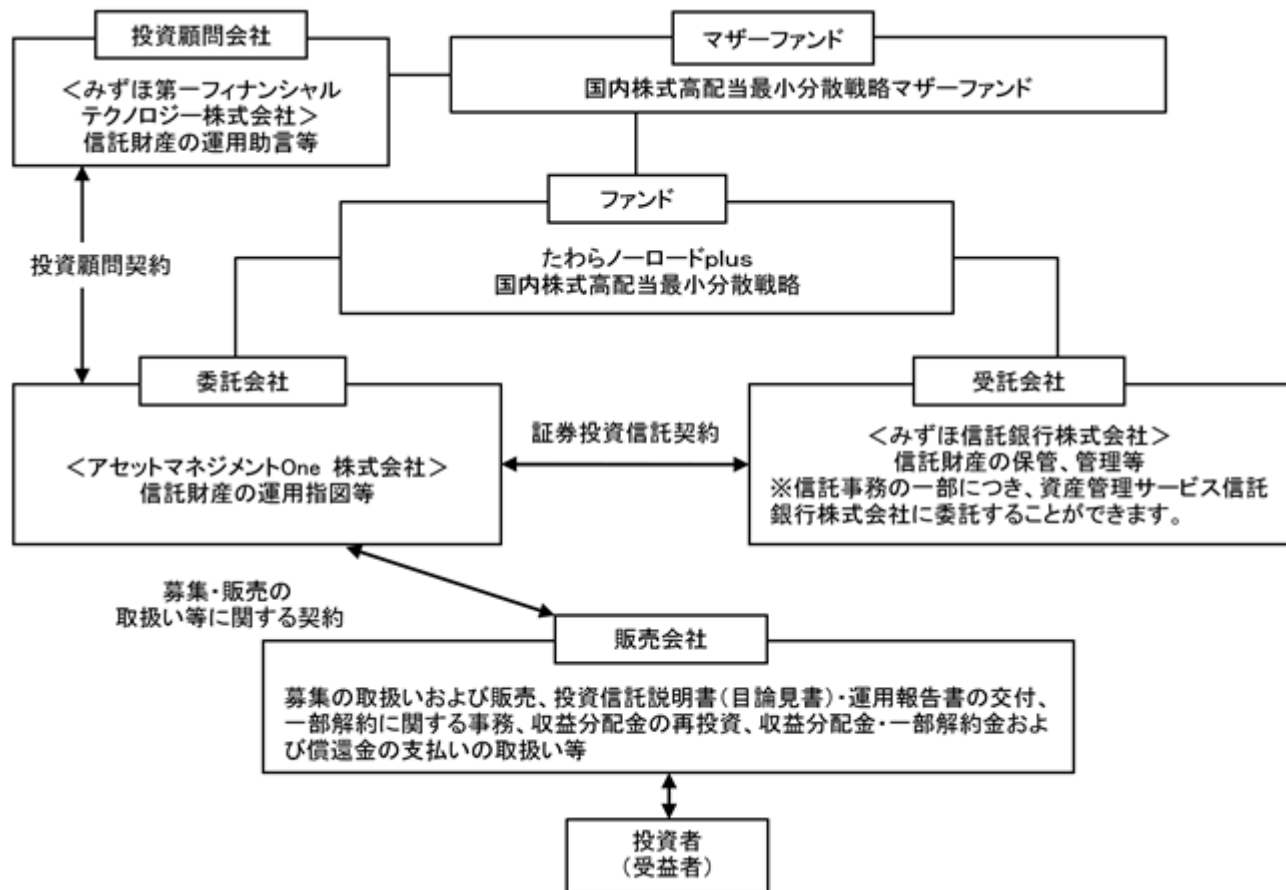 投資顧問会社
＜みずほ第一フィナンシャル
テクノロジー株式会社＞
信託財産の運用助言等
マザーファンド
国内株式高配当最小分散戦略マザーファンド
ファンド
たわらノーロードplus
国内株式高配当最小分散戦略
投資顧問契約
委託会社
＜アセットマネジメントOne 株式会社＞
信託財産の運用指図等
証券投資信託契約
受託会社
＜みずほ信託銀行株式会社＞
信託財産の保管、管理等
※信託事務の一部につき、資産管理サービス信託
銀行株式会社に委託することができます。
募集・販売の
取扱い等に関する契約
販売会社
募集の取扱いおよび販売、投資信託説明書（目論見書）・運用報告書の交付、
一部解約に関する事務、収益分配金の再投資、収益分配金・一部解約金およ
び償還金の支払いの取扱い等
投資者
（受益者）